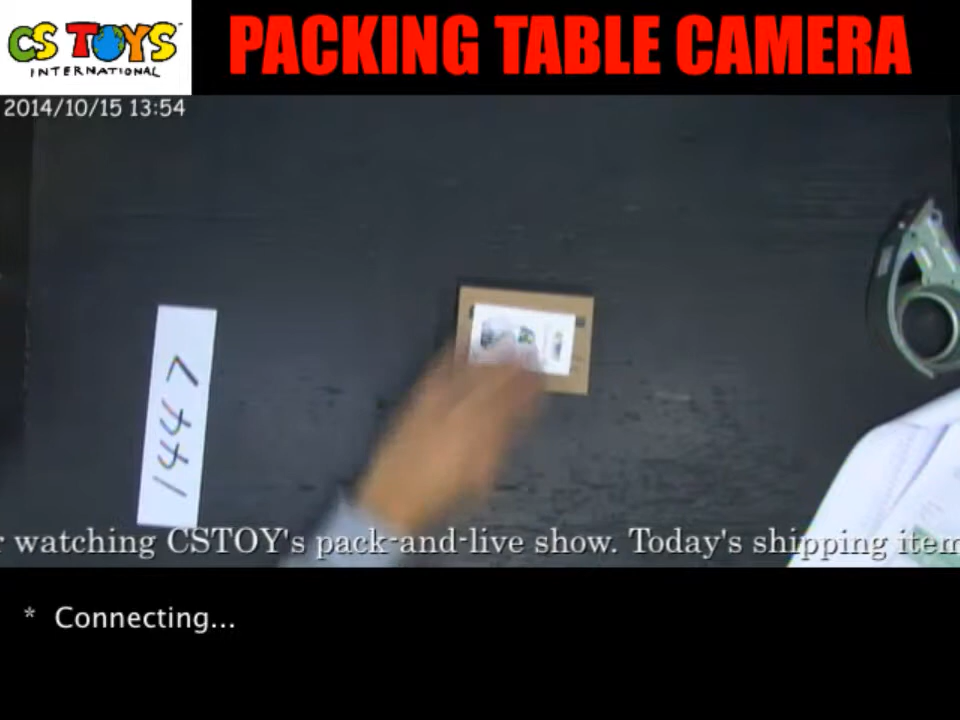 CS TOYS
INTERNATIONAL
PACKING TABLE CAMERA
2014/10/15 13:54
1447
r watching CSTOY's pack-and-live show. Today's shipping item
* Connecting...